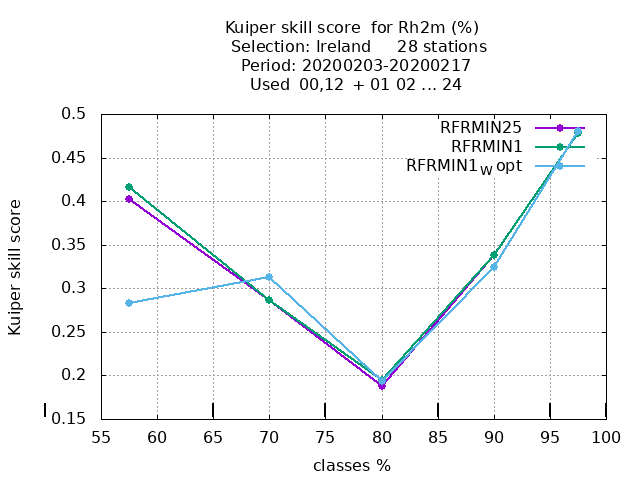 Kuiper skill score for Rh2m (%)
Selection: Ireland 28 stations
Period: 20200203-20200217
Used 00,12 + 01 02 ... 24
RFRMIN25
RFRMIN1
RFRMIN1W opt
Kuiper skill score
0.5
0.45
0.4
0.35
0.3
0.25
0.2
0.15
55 60 65 70 75 80 85 90 95 100
classes %